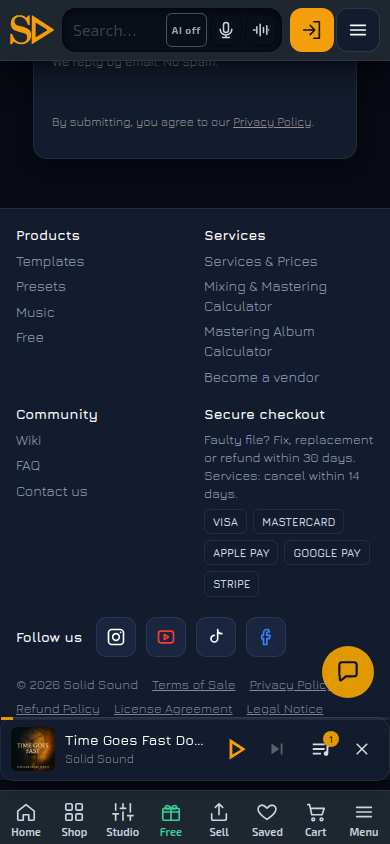 SD
Search...
AI off
We reply by email. No spam.
By submitting, you agree to our Privacy Policy.
Products
Templates
Presets
Music
Free
Services
Services & Prices
Mixing & Mastering
Calculator
Mastering Album
Calculator
Become a vendor
Community
Wiki
FAQ
Contact us
Secure checkout
Faulty file? Fix, replacement
or refund within 30 days.
Services: cancel within 14
days.
VISA MASTERCARD
APPLE PAY GOOGLE PAY
STRIPE
Follow us
© 2026 Solid Sound Terms of Sale Privacy
Refund Policy License Agreement Legal Notice
TIME GOES
FAST
Time Goes Fast Do...
Solid Sound
1
Home Shop Studio Free Sell Saved Cart Menu